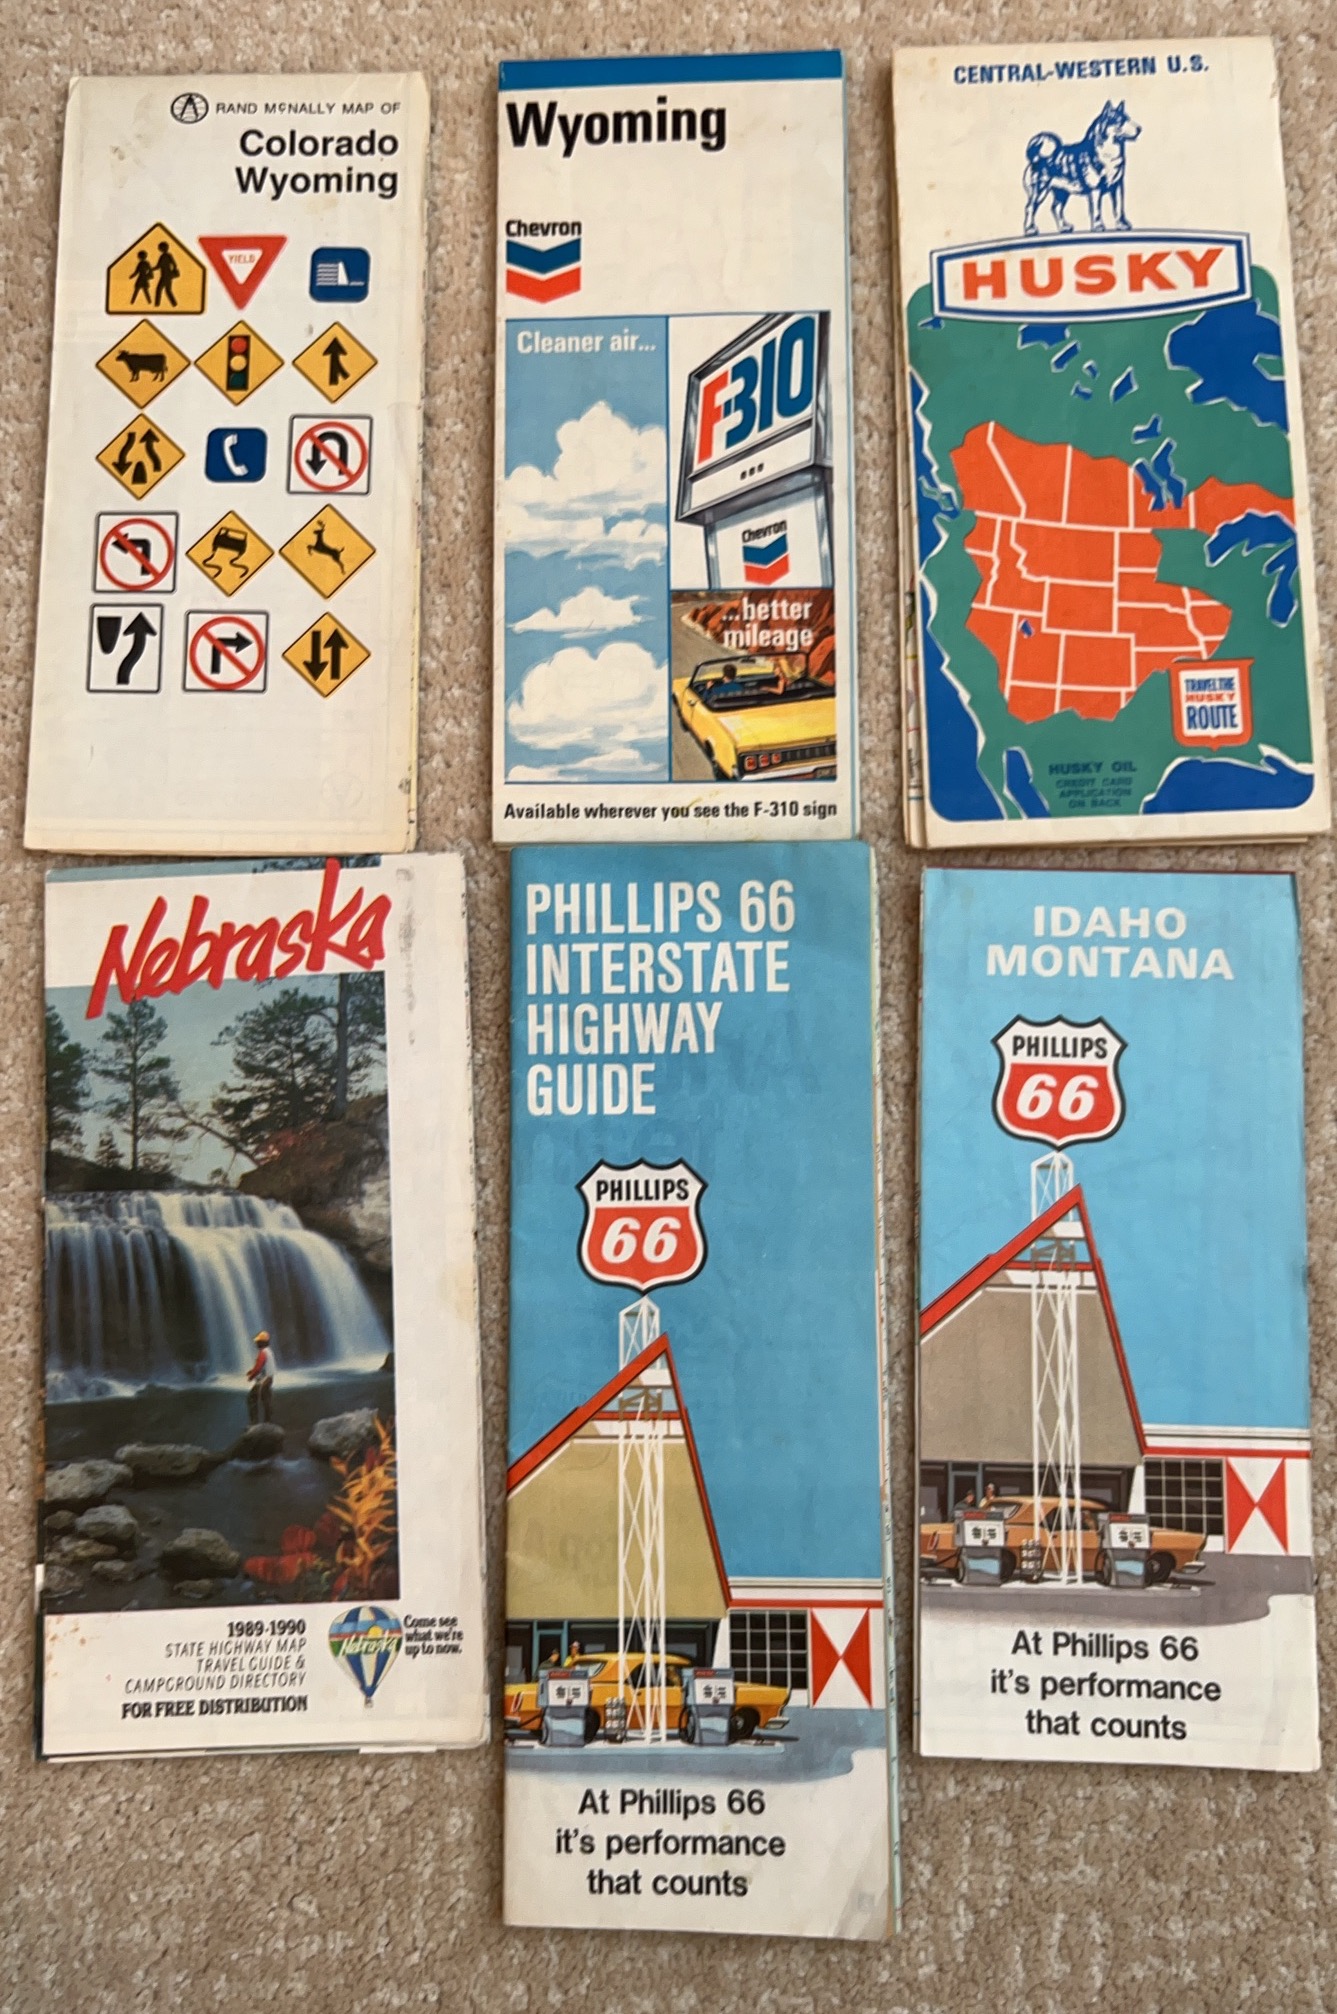 RAND McNALLY MAP OF
Colorado
Wyoming
YIELD
Wyoming
Chevron
Cleaner air...
F-310
Chevron
...better
mileage
Available wherever you see the F-310 sign
CENTRAL-WESTERN U.S.
HUSKY
TRAVEL THE
HUSKY
ROUTE
HUSKY OIL
CREDIT CARD
APPLICATION
ON BACK
Nebraska
1989-1990
STATE HIGHWAY MAP
TRAVEL GUIDE &
CAMPGROUND DIRECTORY
FOR FREE DISTRIBUTION
Nebraska
Come see
what we're
up to now.
PHILLIPS 66
INTERSTATE
HIGHWAY
GUIDE
PHILLIPS
66
At Phillips 66
it's performance
that counts
IDAHO
MONTANA
PHILLIPS
66
At Phillips 66
it's performance
that counts